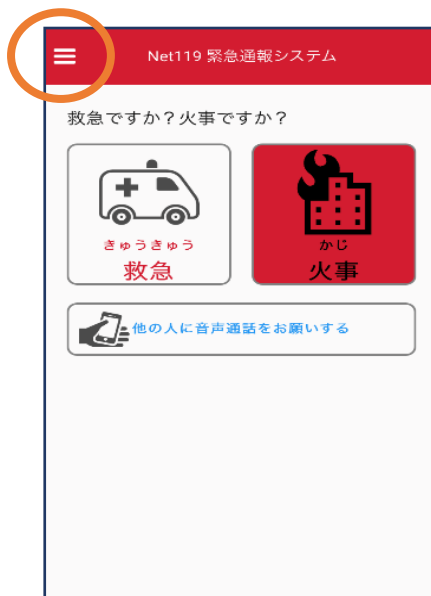 Net119 緊急通報システム
救急ですか？火事ですか？
きゅうきゅう
救急
かじ
火事
他の人に音声通話をお願いする